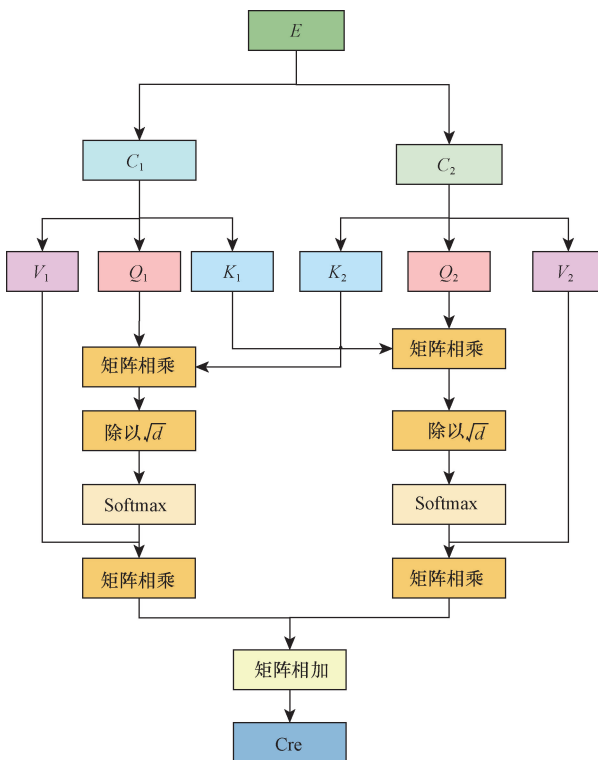 E
C₁ C₂
V₁ Q₁ K₁ K₂ Q₂ V₂
矩阵相乘 矩阵相乘
除以√d 除以√d
Softmax Softmax
矩阵相乘 矩阵相乘
矩阵相加
Cre